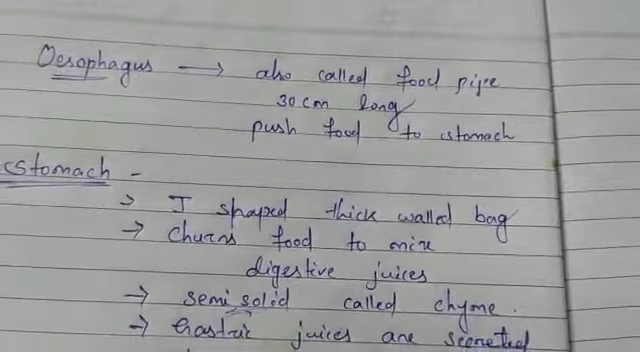 Oesophagus → also called food pipe
30 cm long
push food to stomach
Stomach -
→ J shaped thick walled bag
→ Churns food to mix
digestive juices
→ semi solid called chyme.
→ Gastric juices are secreted